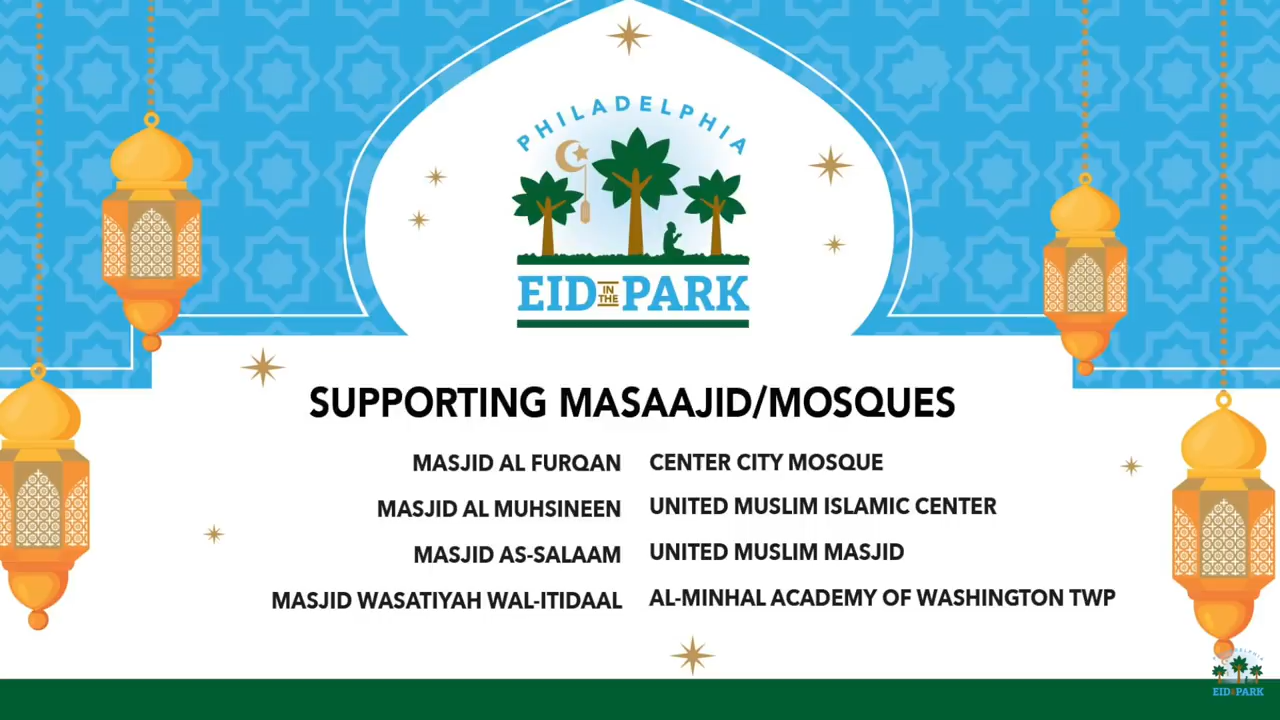 PHILADELPHIA
EID IN THE PARK
SUPPORTING MASAAJID/MOSQUES
MASJID AL FURQAN
MASJID AL MUHSINEEN
MASJID AS-SALAAM
MASJID WASATIYAH WAL-ITIDAAL
CENTER CITY MOSQUE
UNITED MUSLIM ISLAMIC CENTER
UNITED MUSLIM MASJID
AL-MINHAL ACADEMY OF WASHINGTON TWP
PHILADELPHIA
EID IN THE PARK